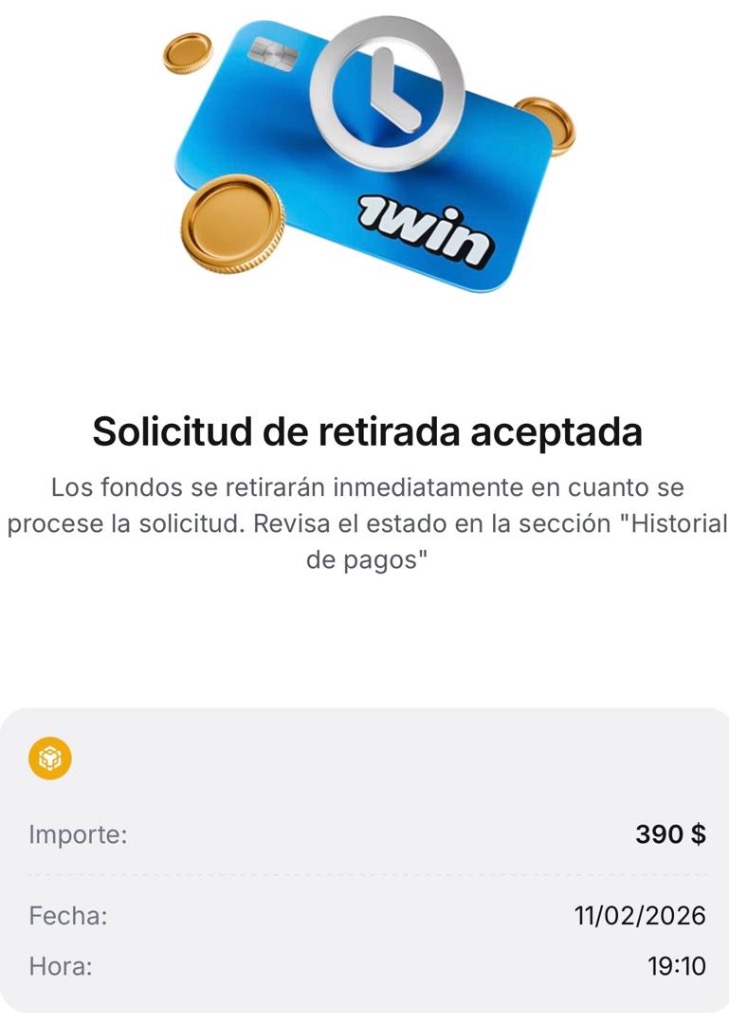 1win
Solicitud de retirada aceptada
Los fondos se retirarán inmediatamente en cuanto se
procese la solicitud. Revisa el estado en la sección "Historial
de pagos"
Importe: 390 $
Fecha: 11/02/2026
Hora: 19:10